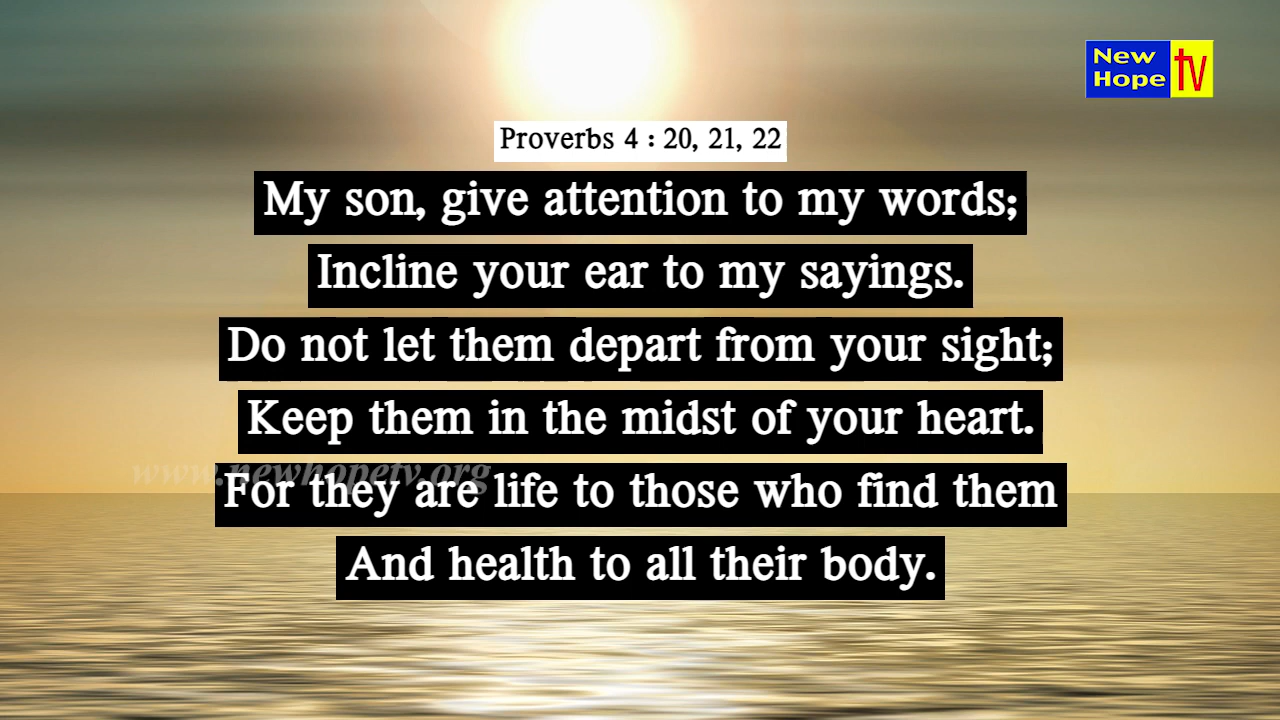 New
Hope
tv
Proverbs 4 : 20, 21, 22
My son, give attention to my words;
Incline your ear to my sayings.
Do not let them depart from your sight;
Keep them in the midst of your heart.
www.newhopetv.org
For they are life to those who find them
And health to all their body.